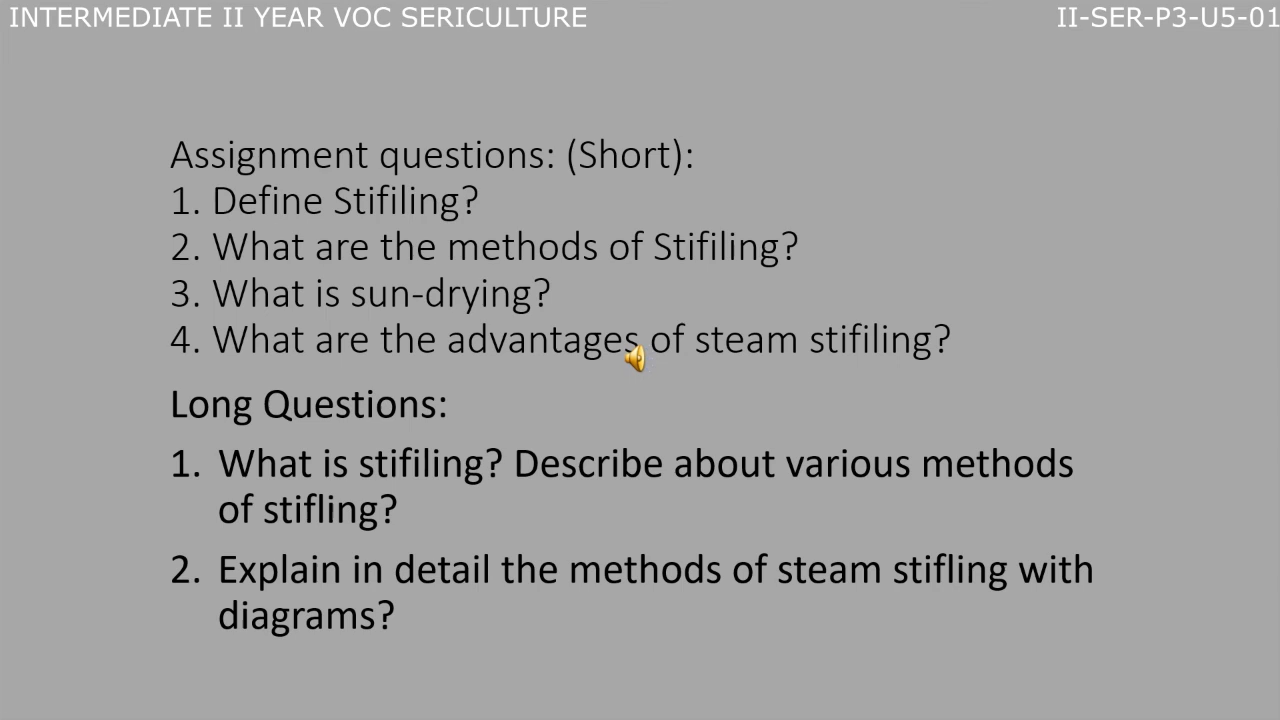 INTERMEDIATE II YEAR VOC SERICULTURE
II-SER-P3-U5-01
Assignment questions: (Short):
1. Define Stifiling?
2. What are the methods of Stifiling?
3. What is sun-drying?
4. What are the advantages of steam stifiling?
Long Questions:
1. What is stifiling? Describe about various methods
of stifling?
2. Explain in detail the methods of steam stifling with
diagrams?